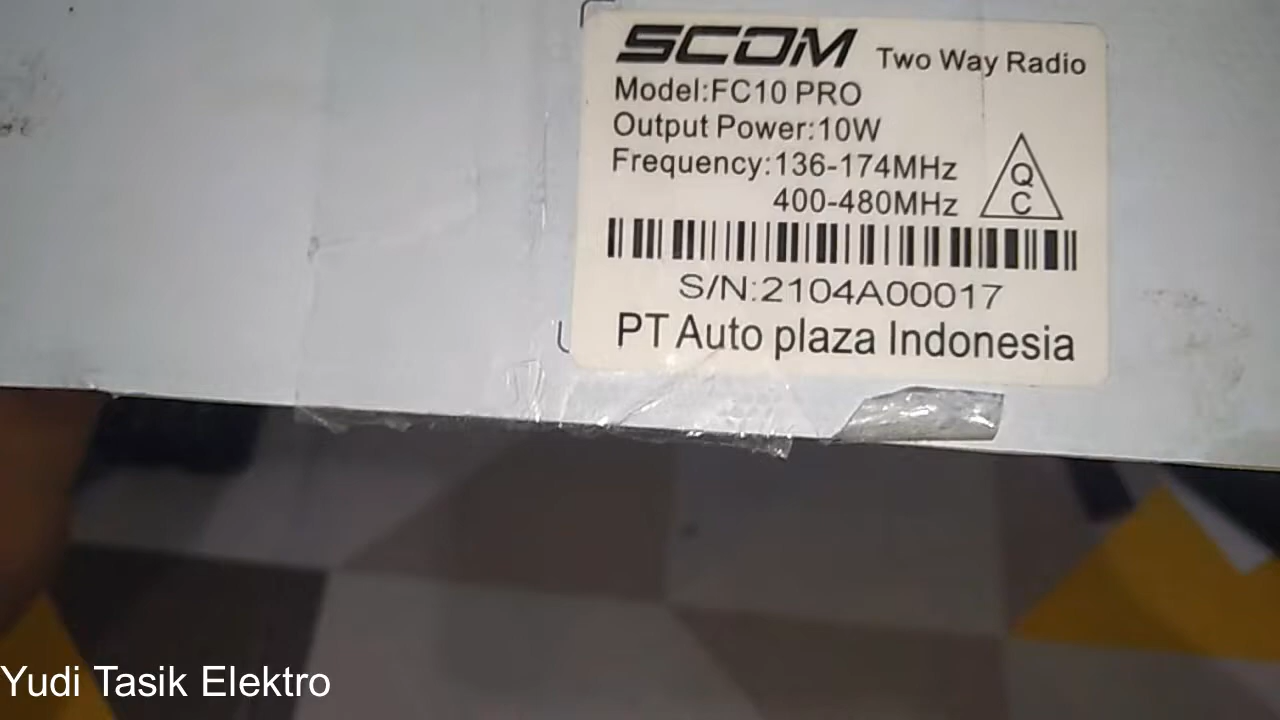 SCOM Two Way Radio
Model:FC10 PRO
Output Power:10W
Frequency:136-174MHz
400-480MHz
Q
C
S/N:2104A00017
PT Auto plaza Indonesia
Yudi Tasik Elektro